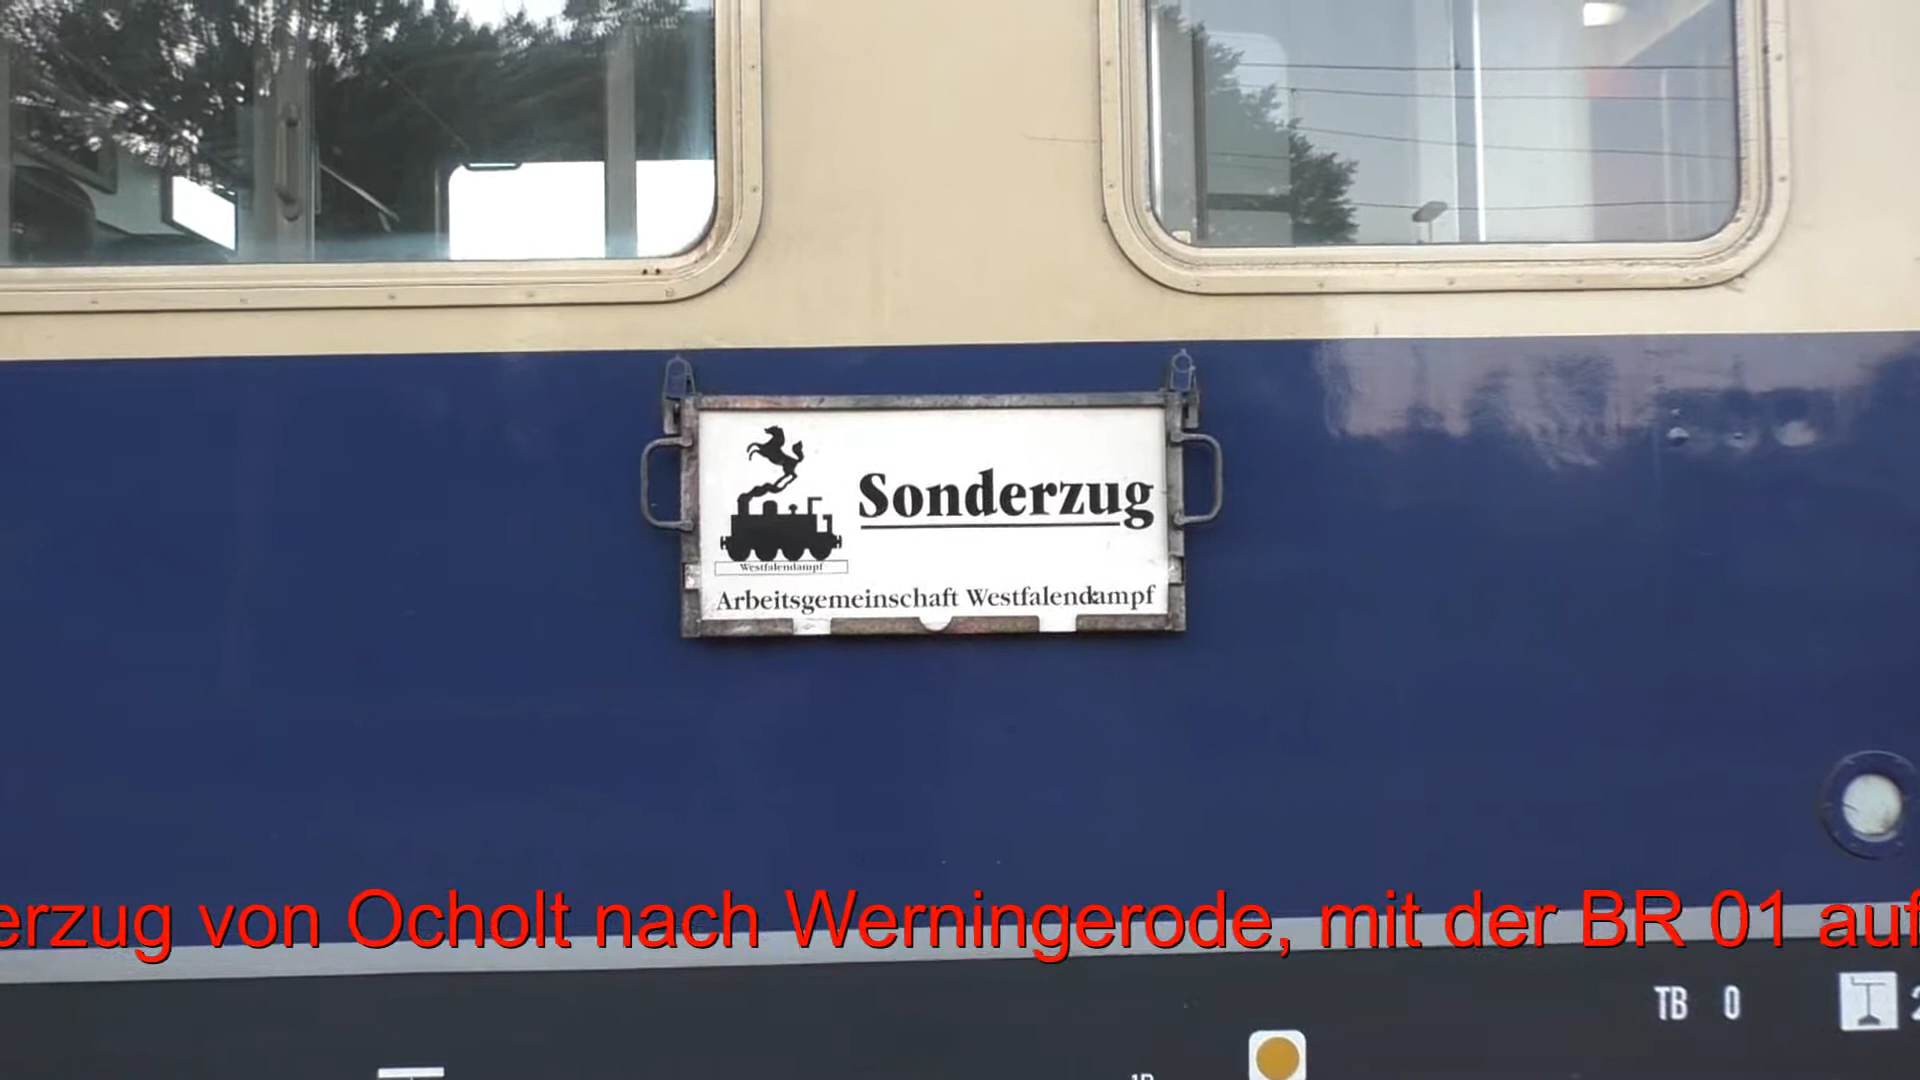 Sonderzug
Westfalendampf
Arbeitsgemeinschaft Westfalendampf
erzug von Ocholt nach Werningerode, mit der BR 01 auf
TB 0